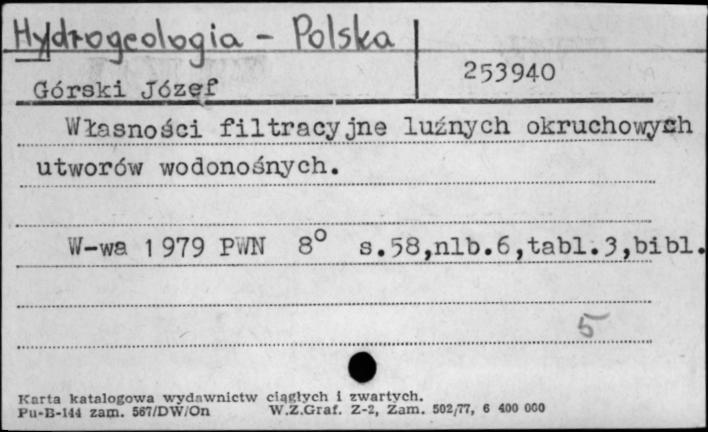 Hydrogeologia - Polska
253940
Górski Józef
Własności filtracyjne luźnych okruchowych
utworów wodonośnych.
W-wa 1979 PWN 8° s.58,nlb.6,tabl.3,bibl.
5
Karta katalogowa wydawnictw ciągłych i zwartych.
Pu-B-144 zam. 567/DW/On W.Z.Graf. Z-2, Zam. 502/77, 6 400 000